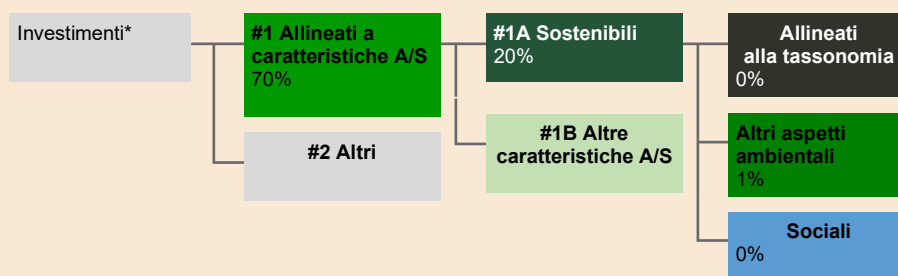 Investimenti*
#1 Allineati a
caratteristiche A/S
70%
#2 Altri
#1A Sostenibili
20%
#1B Altre
caratteristiche A/S
Allineati
alla tassonomia
0%
Altri aspetti
ambientali
1%
Sociali
0%